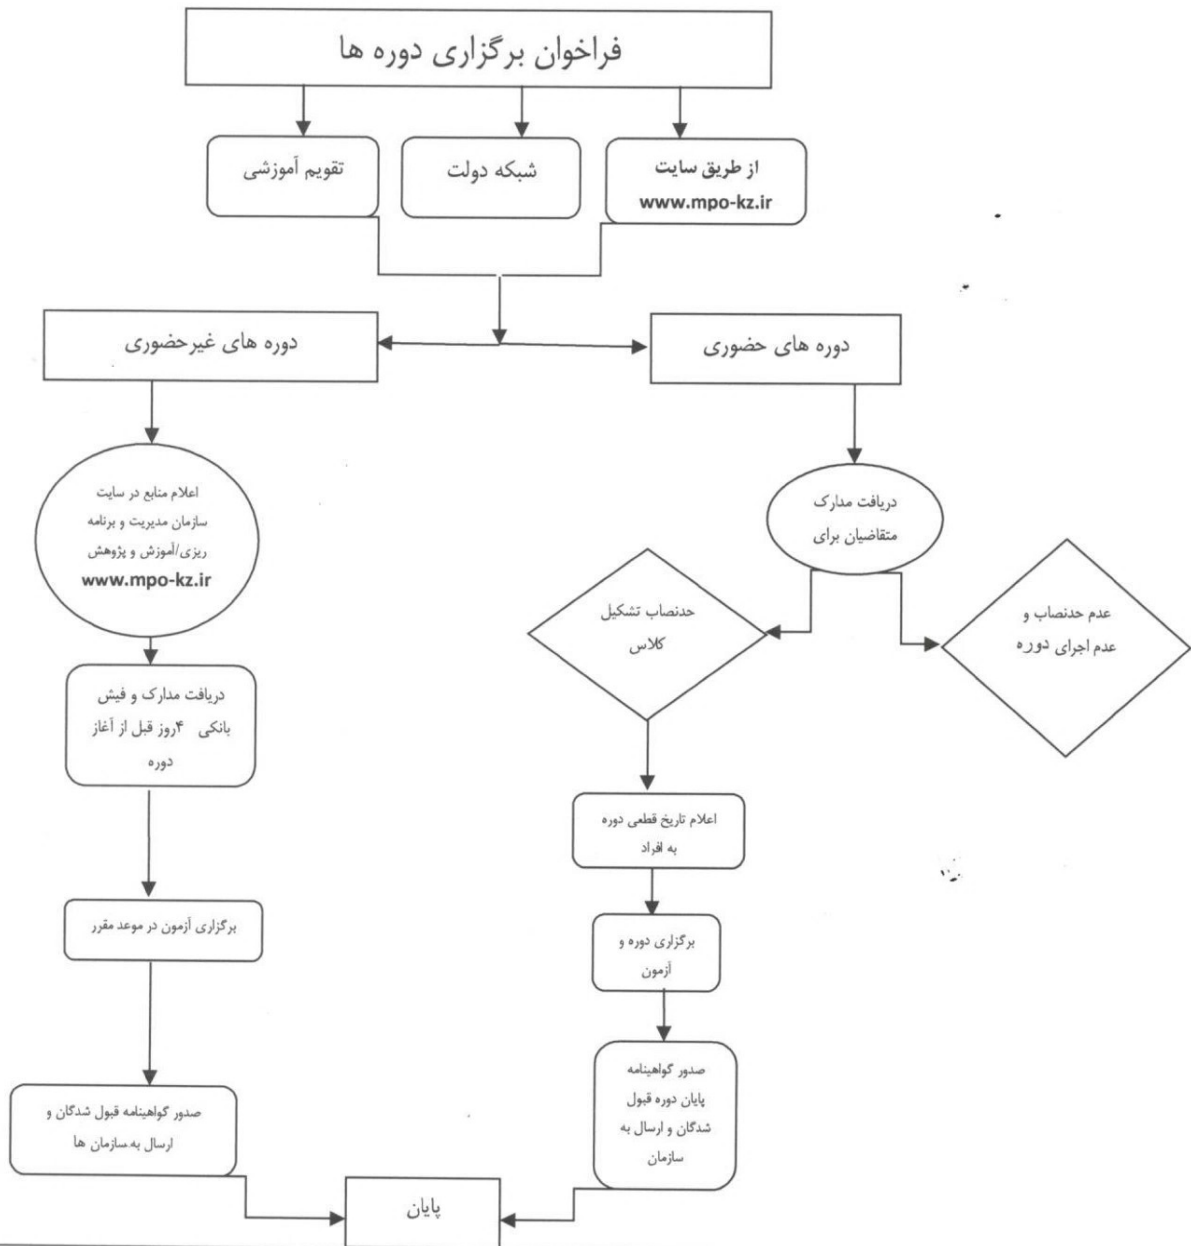 فراخوان برگزاری دوره ها
از طریق سایت
www.mpo-kz.ir
شبکه دولت
تقویم آموزشی
دوره های حضوری
دوره های غیرحضوری
دریافت مدارک
متقاضیان برای
عدم حدنصاب و
عدم اجرای دوره
حدنصاب تشکیل
کلاس
اعلام تاریخ قطعی دوره
به افراد
برگزاری دوره و
آزمون
صدور گواهینامه
پایان دوره قبول
شدگان و ارسال به
سازمان
اعلام منابع در سایت
سازمان مدیریت و برنامه
ریزی/آموزش و پژوهش
www.mpo-kz.ir
دریافت مدارک و فیش
بانکی ۴روز قبل از آغاز
دوره
برگزاری آزمون در موعد مقرر
صدور گواهینامه قبول شدگان و
ارسال به سازمان ها
پایان